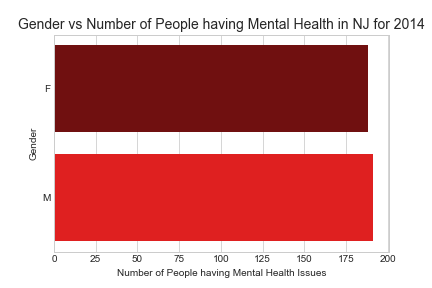 Gender vs Number of People having Mental Health in NJ for 2014
F
Gender
M
0 25 50 75 100 125 150 175 200
Number of People having Mental Health Issues